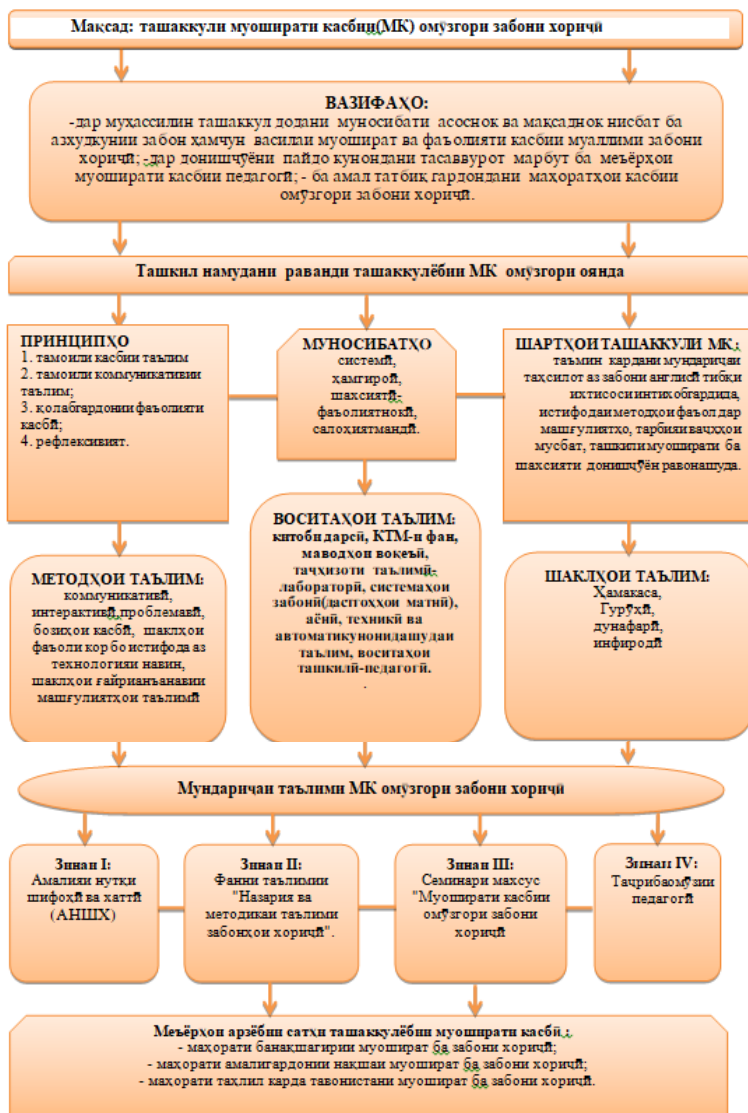 Мақсад: ташаккули муошират касбии(МК) омӯзгори забони хориҷӣ
ВАЗИФАҲО:
-дар муҳассилин ташаккул додани муносибати асоснок ва мақсаднок нисбат ба
азхудкунии забон ҳамчун василаи муошират ва фаъолияти касбии муаллими забони
хориҷӣ; -дар донишҷӯёни пайдо кунондани тасаввурот марбут ба меъёрҳои
муошират касбии педагогӣ; - ба амал татбиқ гардондани маҳоратҳои касбии
омӯзгори забони хориҷӣ.
Ташкил намудани раванди ташаккулёбии МК омӯзгори оянда
ПРИНЦИПҲО
1. тамоили касбии таълим
2. тамоили коммуникативии
таълим;
3. қолабгардонии фаъолияти
касбӣ;
4. рефлексивият.
МУНОСИБАТҲО
системӣ,
ҳамгироӣ,
шахсиятӣ-
фаъолиятнокӣ,
салоҳиятмандӣ.
ШАРТҲОИ ТАШАККУЛИ МК.:
таъмин кардани мундариҷаи
таҳсилот аз забони англисӣ тибқи
ихтисоси интихобгардида,
истифодаи методҳои фаъол дар
машғулиятҳо, тарбияи ваҷҳҳои
мусбат, ташкили муошират ба
шахсияти донишҷӯён равонашуда.
МЕТОДҲОИ ТАЪЛИМ:
коммуникативӣ,
интерактивӣ,проблемавӣ,
бозиҳои касбӣ, шаклҳои
фаъоли кор бо истифода аз
технологияи навин,
шаклҳои ғайрианъанавии
машғулиятҳои таълимӣ
ВОСИТАҲОИ ТАЪЛИМ:
китоби дарсӣ, КТМ-и фан,
маводҳои воқеъӣ,
таҷҳизоти таълимӣ-
лабораторӣ, системаҳои
забонӣ(дастгоҳҳои матнӣ),
аёнӣ, техникӣ ва
автоматикунонидашудаи
таълим, воситаҳои
ташкилӣ-педагогӣ.
.
ШАКЛҲОИ ТАЪЛИМ:
Ҳамакаса,
Гурӯҳӣ,
дунафарӣ,
инфиродӣ
Мундариҷаи таълими МК омӯзгори забони хориҷӣ
Зинаи I:
Амалияи нутқи
шифоҳӣ ва хаттӣ
(АНШХ)
Зинаи II:
Фанни таълимии
"Назария ва
методикаи таълими
забонҳои хориҷӣ".
Зинаи III:
Семинари махсус
"Муошират касбии
омӯзгори забони
хориҷӣ
Зинаи IV:
Таҷрибаомӯзии
педагогӣ
Меъёрҳои арзёбии сатҳи ташаккулёбии муошират касбӣ.:
- маҳорати банақшагирии муошират ба забони хориҷӣ;
- маҳорати амалигардонии нақшаи муошират ба забони хориҷӣ;
- маҳорати таҳлил карда тавонистани муошират ба забони хориҷӣ.